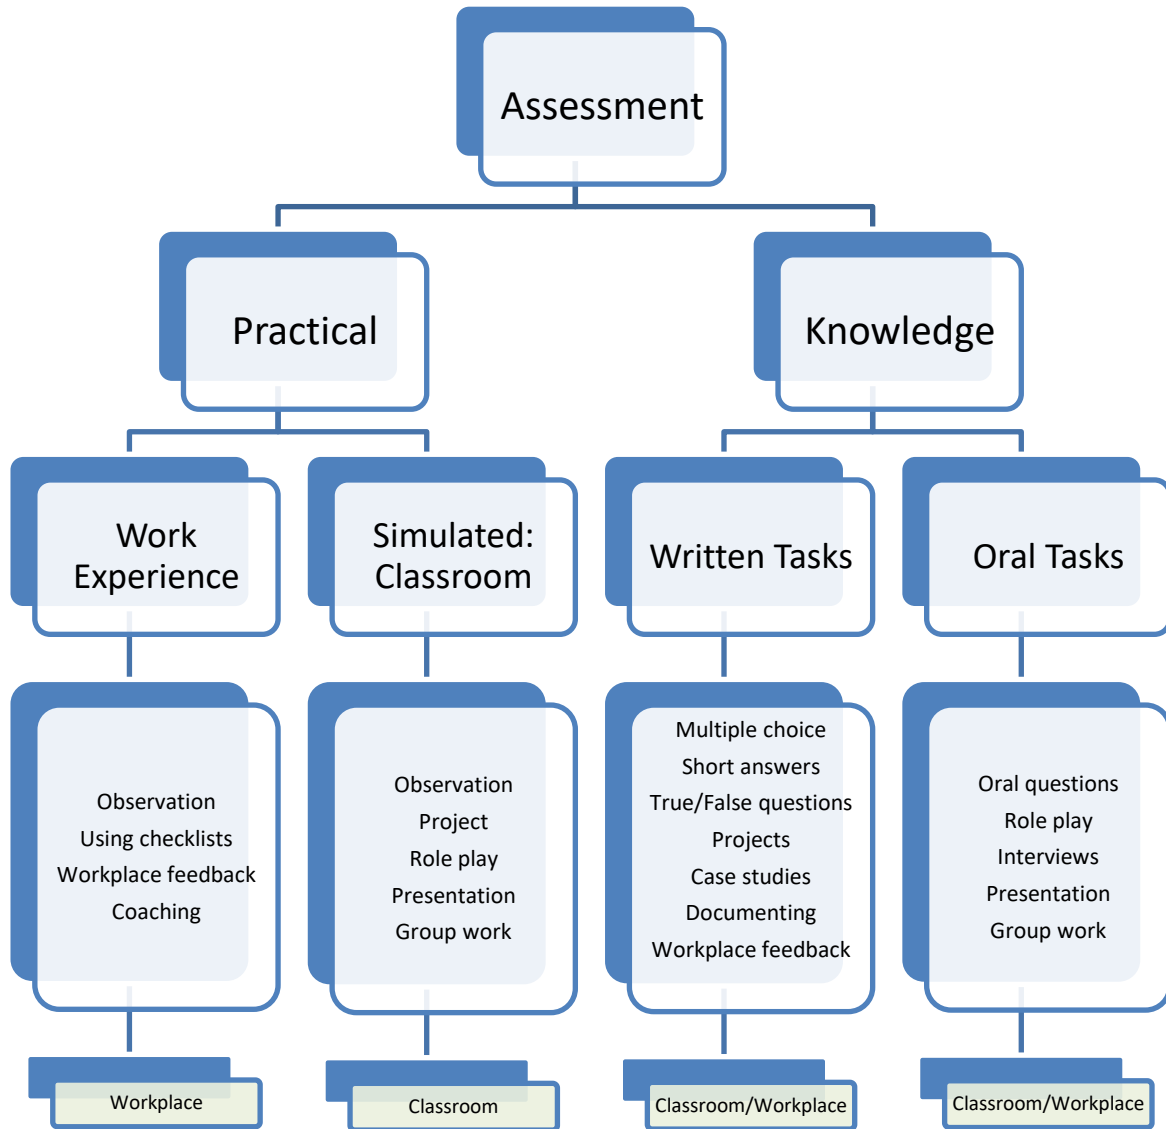 Assessment
Practical
Knowledge
Work
Experience
Simulated:
Classroom
Written Tasks
Oral Tasks
Observation
Using checklists
Workplace feedback
Coaching
Observation
Project
Role play
Presentation
Group work
Multiple choice
Short answers
True/False questions
Projects
Case studies
Documenting
Workplace feedback
Oral questions
Role play
Interviews
Presentation
Group work
Workplace
Classroom
Classroom/Workplace
Classroom/Workplace